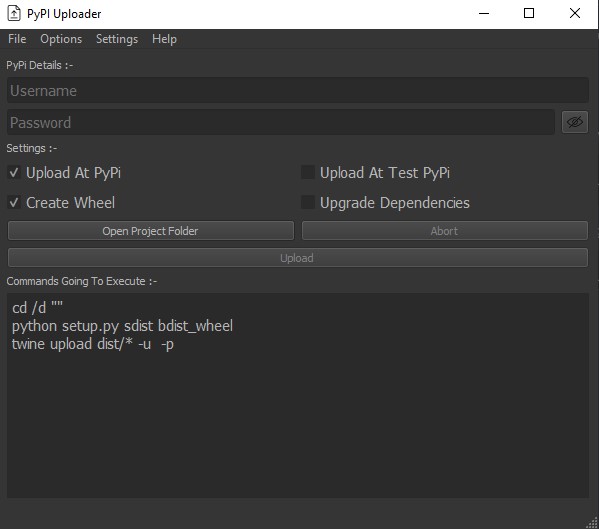 PyPI Uploader
File Options Settings Help
PyPi Details :-
Username
Password
Settings :-
Upload At PyPi Upload At Test PyPi
Create Wheel Upgrade Dependencies
Open Project Folder Abort
Upload
Commands Going To Execute :-
cd /d ""
python setup.py sdist bdist_wheel
twine upload dist/* -u  -p